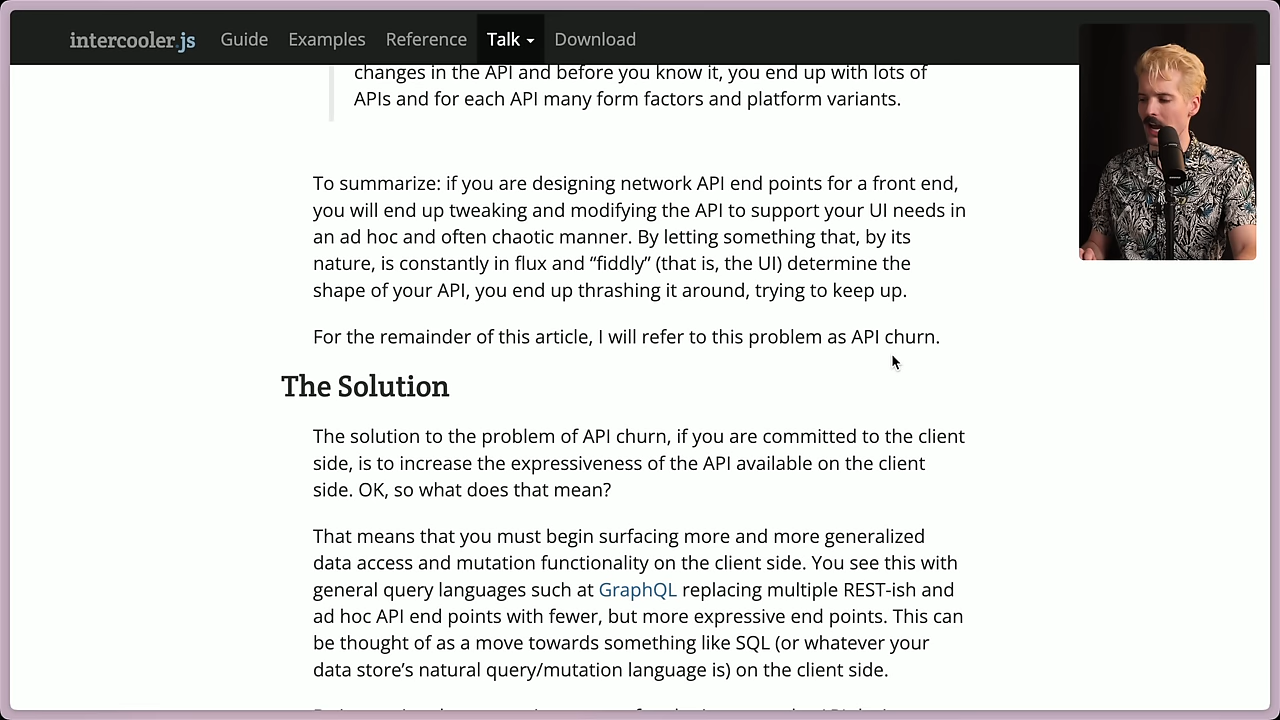 intercooler.js Guide Examples Reference Talk Download
changes in the API and before you know it, you end up with lots of
APIs and for each API many form factors and platform variants.
To summarize: if you are designing network API end points for a front end,
you will end up tweaking and modifying the API to support your UI needs in
an ad hoc and often chaotic manner. By letting something that, by its
nature, is constantly in flux and “fiddly” (that is, the UI) determine the
shape of your API, you end up thrashing it around, trying to keep up.
For the remainder of this article, I will refer to this problem as API churn.
The Solution
The solution to the problem of API churn, if you are committed to the client
side, is to increase the expressiveness of the API available on the client
side. OK, so what does that mean?
That means that you must begin surfacing more and more generalized
data access and mutation functionality on the client side. You see this with
general query languages such at GraphQL replacing multiple REST-ish and
ad hoc API end points with fewer, but more expressive end points. This can
be thought of as a move towards something like SQL (or whatever your
data store’s natural query/mutation language is) on the client side.